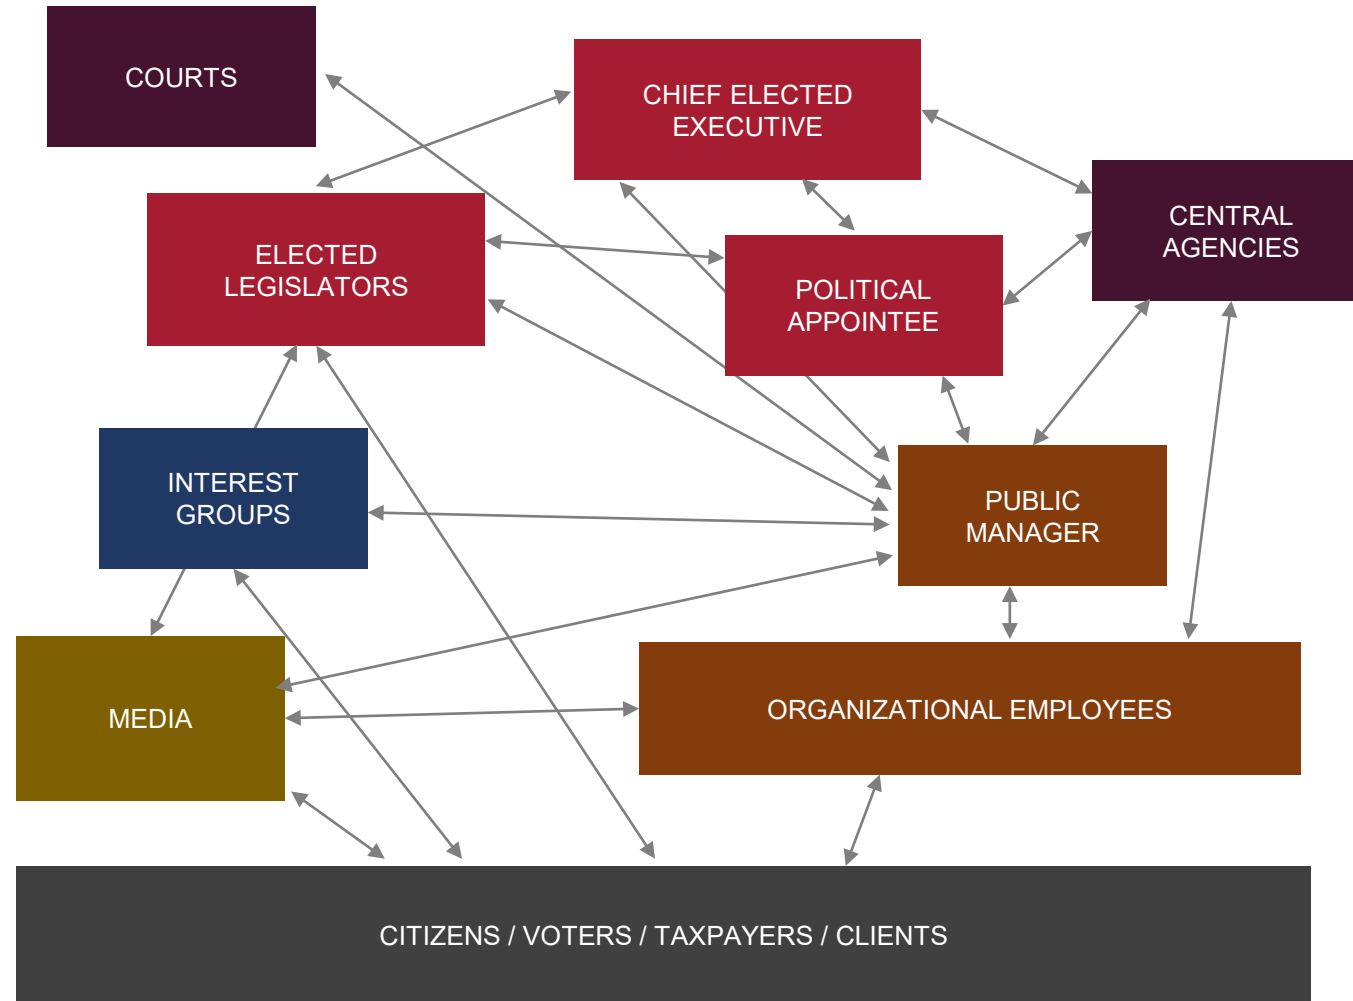 COURTS
CHIEF ELECTED
EXECUTIVE
CENTRAL
AGENCIES
ELECTED
LEGISLATORS
POLITICAL
APPOINTEE
INTEREST
GROUPS
PUBLIC
MANAGER
MEDIA
ORGANIZATIONAL EMPLOYEES
CITIZENS / VOTERS / TAXPAYERS / CLIENTS